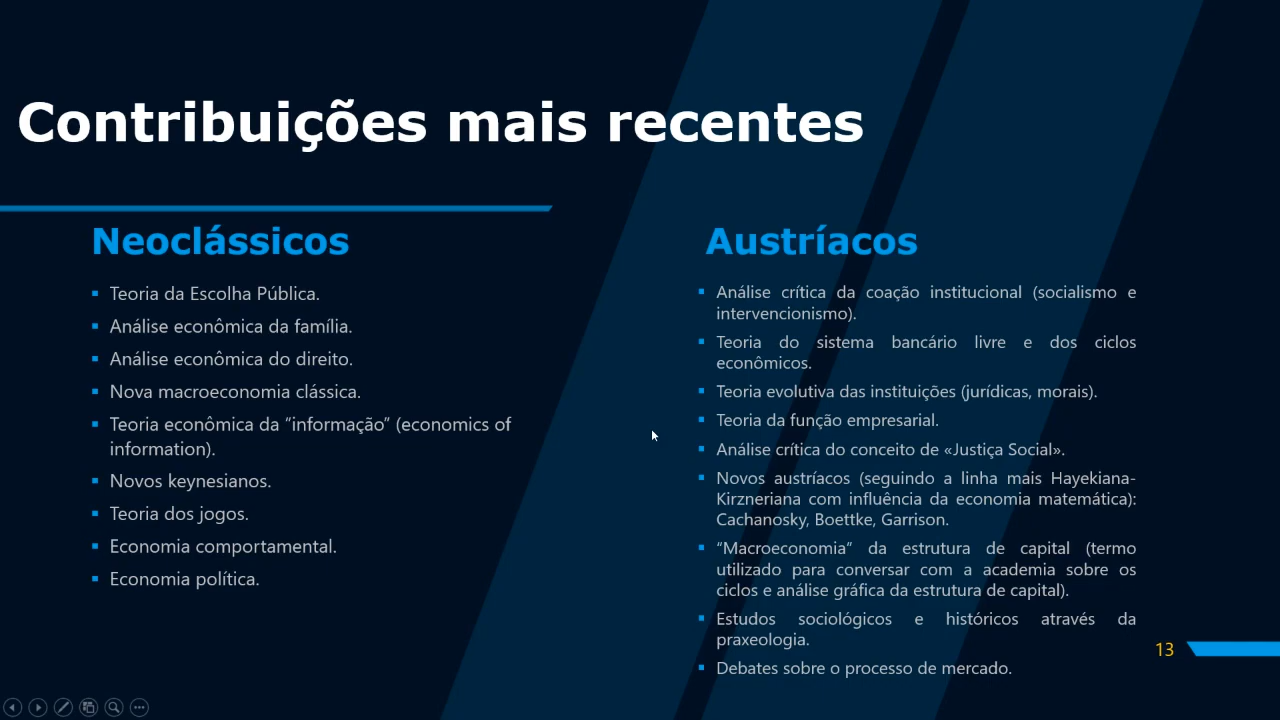 Contribuições mais recentes
Neoclássicos
▪ Teoria da Escolha Pública.
▪ Análise econômica da família.
▪ Análise econômica do direito.
▪ Nova macroeconomia clássica.
▪ Teoria econômica da “informação” (economics of
information).
▪ Novos keynesianos.
▪ Teoria dos jogos.
▪ Economia comportamental.
▪ Economia política.
Austríacos
▪ Análise crítica da coação institucional (socialismo e
intervencionismo).
▪ Teoria do sistema bancário livre e dos ciclos
econômicos.
▪ Teoria evolutiva das instituições (jurídicas, morais).
▪ Teoria da função empresarial.
▪ Análise crítica do conceito de «Justiça Social».
▪ Novos austríacos (seguindo a linha mais Hayekiana-
Kirzneriana com influência da economia matemática):
Cachanosky, Boettke, Garrison.
▪ “Macroeconomia” da estrutura de capital (termo
utilizado para conversar com a academia sobre os
ciclos e análise gráfica da estrutura de capital).
▪ Estudos sociológicos e históricos através da
praxeologia.
▪ Debates sobre o processo de mercado.
13